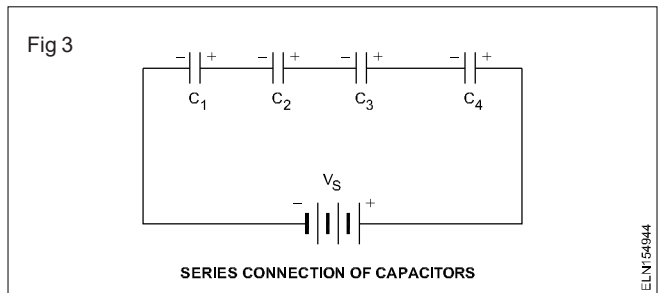 Fig 3
- + - + - + - +
C1 C2 C3 C4
VS
- +
SERIES CONNECTION OF CAPACITORS
ELN154944